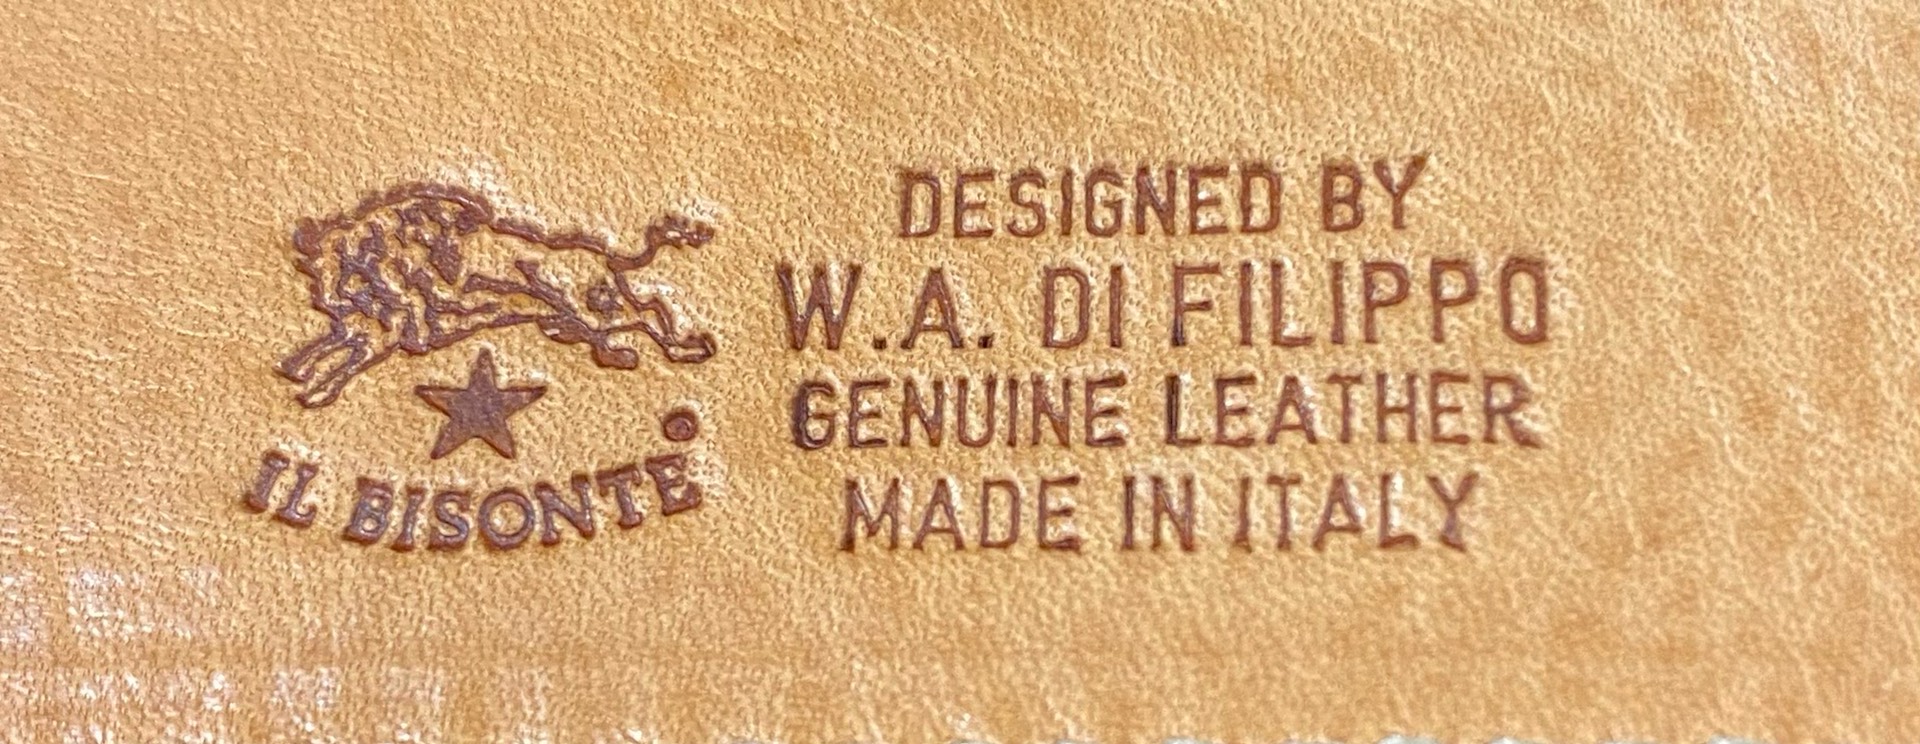 IL BISONTE
DESIGNED BY
W.A. DI FILIPPO
GENUINE LEATHER
MADE IN ITALY